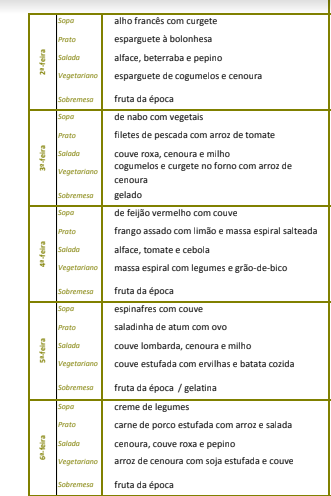 2ª-feira
Sopa alho francês com curgete
Prato esparguete à bolonhesa
Salada alface, beterraba e pepino
Vegetariano esparguete de cogumelos e cenoura
Sobremesa fruta da época
3ª-feira
Sopa de nabo com vegetais
Prato filetes de pescada com arroz de tomate
Salada couve roxa, cenoura e milho
Vegetariano cogumelos e curgete no forno com arroz de
cenoura
Sobremesa gelado
4ª-feira
Sopa de feijão vermelho com couve
Prato frango assado com limão e massa espiral salteada
Salada alface, tomate e cebola
Vegetariano massa espiral com legumes e grão-de-bico
Sobremesa fruta da época
5ª-feira
Sopa espinafres com couve
Prato saladinha de atum com ovo
Salada couve lombarda, cenoura e milho
Vegetariano couve estufada com ervilhas e batata cozida
Sobremesa fruta da época / gelatina
6ª-feira
Sopa creme de legumes
Prato carne de porco estufada com arroz e salada
Salada cenoura, couve roxa e pepino
Vegetariano arroz de cenoura com soja estufada e couve
Sobremesa fruta da época